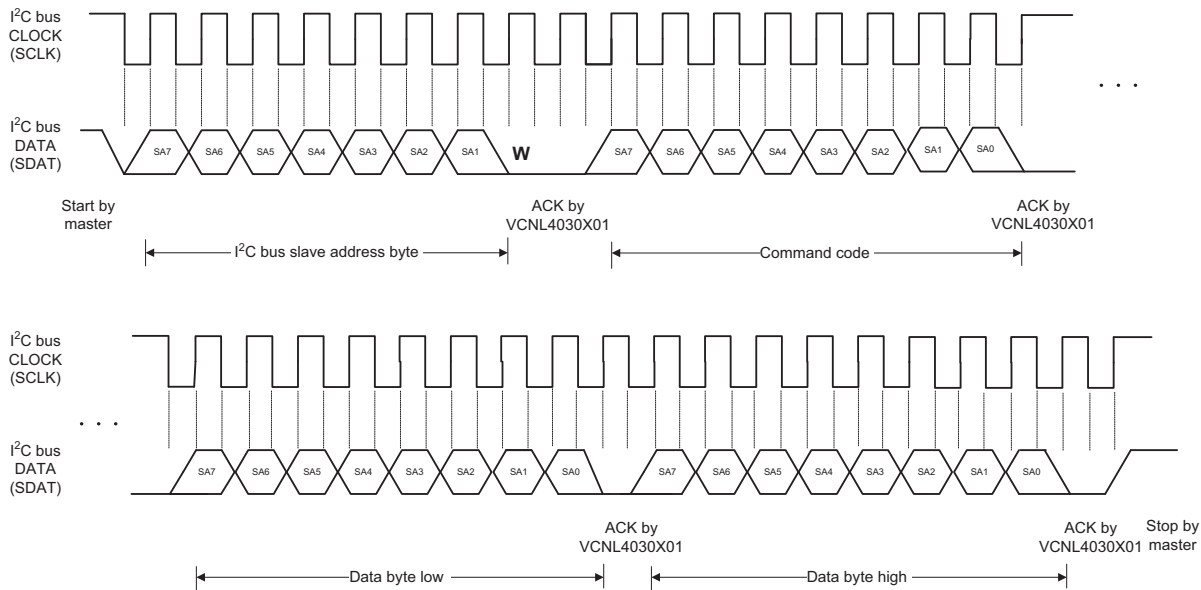 I²C bus
CLOCK
(SCLK)
. . .
I²C bus
DATA
(SDAT)
SA7 SA6 SA5 SA4 SA3 SA2 SA1 W SA7 SA6 SA5 SA4 SA3 SA2 SA1 SA0
Start by
master
ACK by
VCNL4030X01
ACK by
VCNL4030X01
I²C bus slave address byte
Command code
I²C bus
CLOCK
(SCLK)
. . .
I²C bus
DATA
(SDAT)
SA7 SA6 SA5 SA4 SA3 SA2 SA1 SA0 SA7 SA6 SA5 SA4 SA3 SA2 SA1 SA0
ACK by
VCNL4030X01
ACK by
VCNL4030X01
Stop by
master
Data byte low
Data byte high